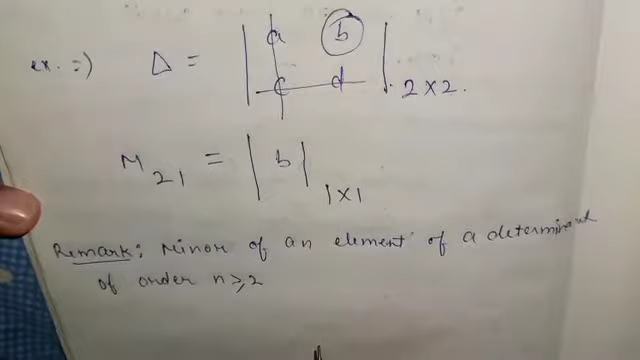 ex. => Δ = | a b |
| c d | 2×2.
M21 = | b | 1×1
Remark: Minor of an element of a determinant
of order n≥2